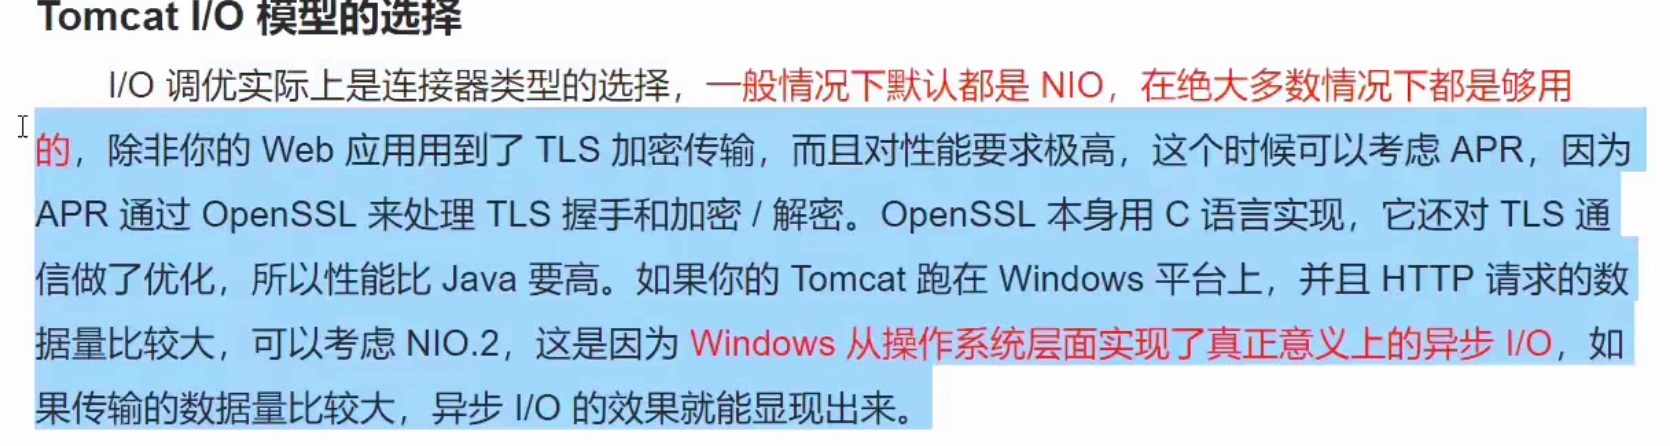 Tomcat I/O 模型的选择
I/O 调优实际上是连接器类型的选择，一般情况下默认都是 NIO，在绝大多数情况下都是够用
的，除非你的 Web 应用用到了 TLS 加密传输，而且对性能要求极高，这个时候可以考虑 APR，因为
APR 通过 OpenSSL 来处理 TLS 握手和加密 / 解密。OpenSSL 本身用 C 语言实现，它还对 TLS 通
信做了优化，所以性能比 Java 要高。如果你的 Tomcat 跑在 Windows 平台上，并且 HTTP 请求的数
据量比较大，可以考虑 NIO.2，这是因为 Windows 从操作系统层面实现了真正意义上的异步 I/O，如
果传输的数据量比较大，异步 I/O 的效果就能显现出来。